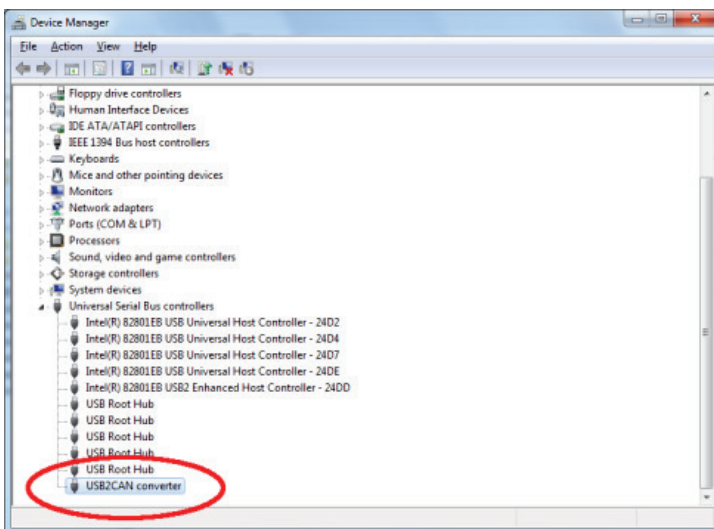 Device Manager
File Action View Help
Floppy drive controllers
Human Interface Devices
IDE ATA/ATAPI controllers
IEEE 1394 Bus host controllers
Keyboards
Mice and other pointing devices
Monitors
Network adapters
Ports (COM & LPT)
Processors
Sound, video and game controllers
Storage controllers
System devices
Universal Serial Bus controllers
Intel(R) 82801EB USB Universal Host Controller - 24D2
Intel(R) 82801EB USB Universal Host Controller - 24D4
Intel(R) 82801EB USB Universal Host Controller - 24D7
Intel(R) 82801EB USB Universal Host Controller - 24DE
Intel(R) 82801EB USB2 Enhanced Host Controller - 24DD
USB Root Hub
USB Root Hub
USB Root Hub
USB Root Hub
USB Root Hub
USB2CAN converter